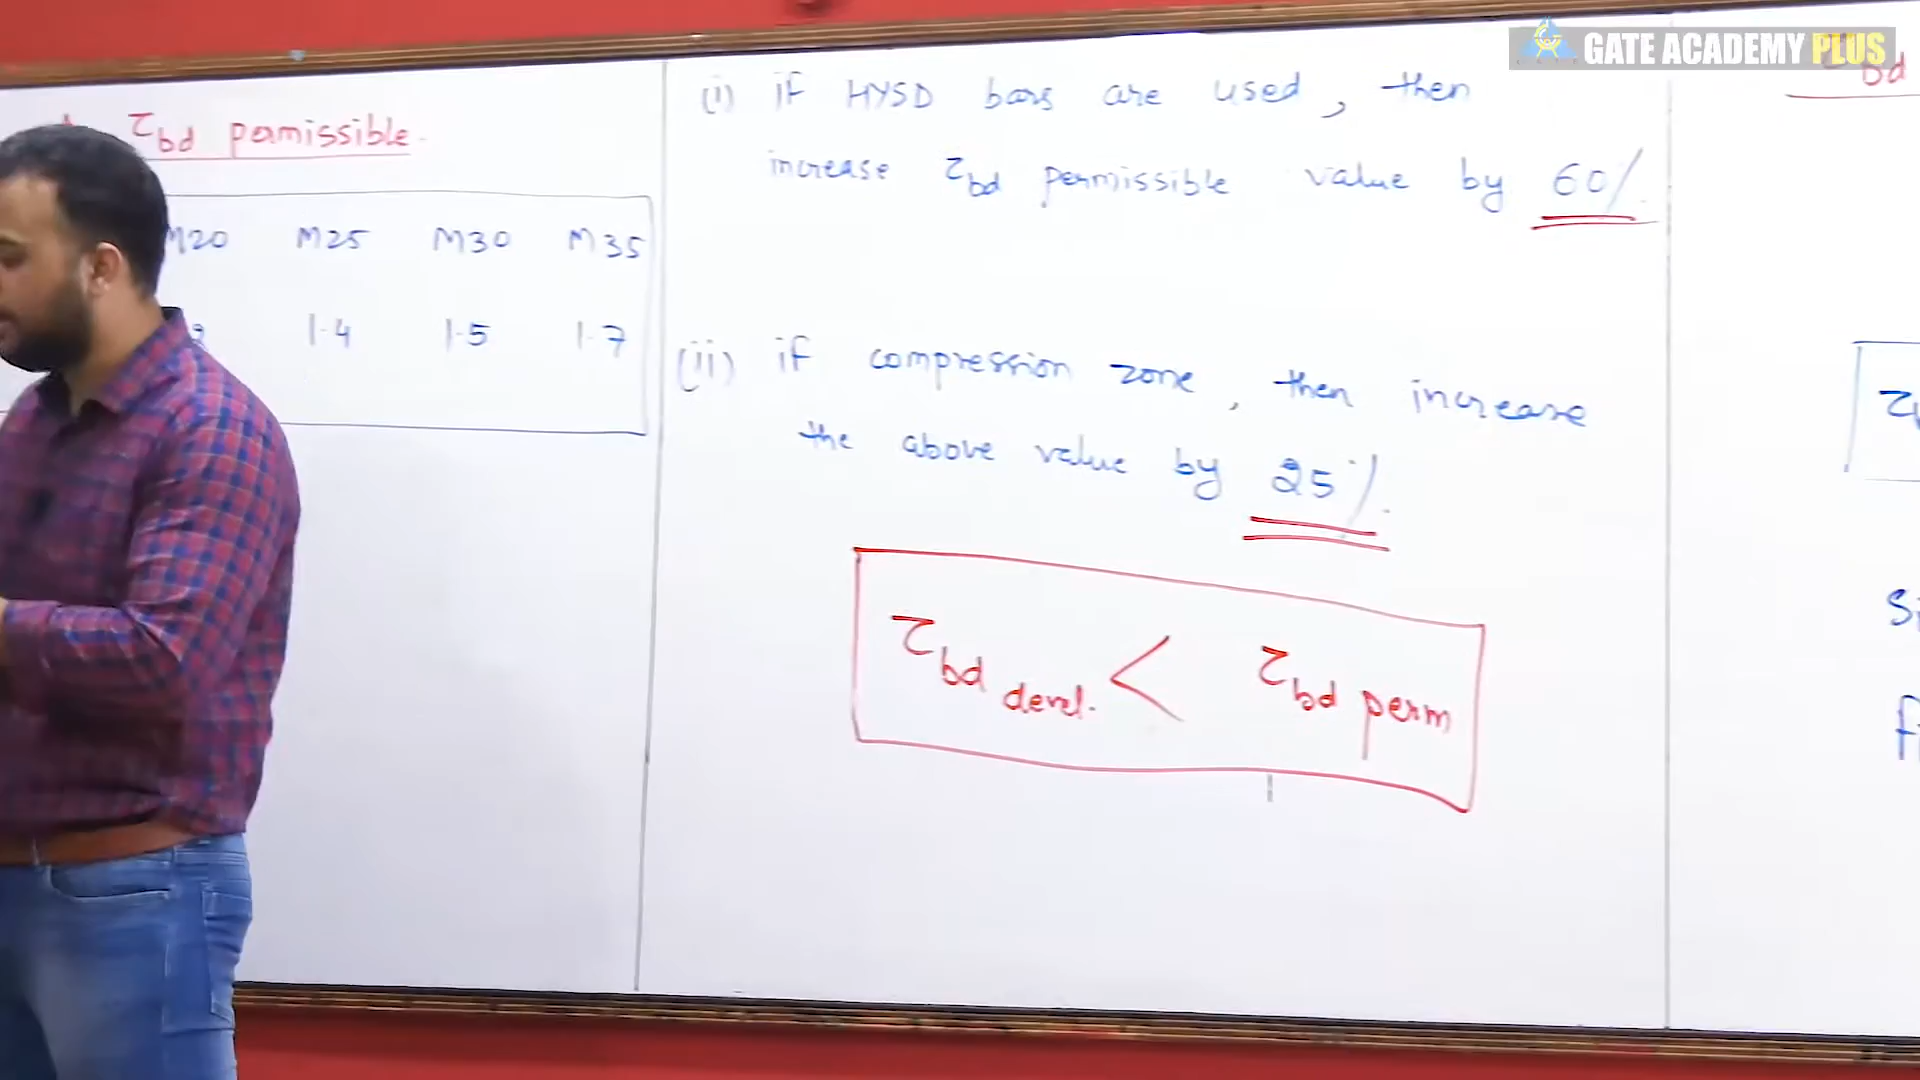 GATE ACADEMY PLUS
τbd permissible.
M20 M25 M30 M35
1.4 1.5 1.7
(i) if HYSD bars are used, then
increase τbd permissible value by 60%.
(ii) if compression zone, then increase
the above value by 25%.
τbd devel. < τbd perm
τbd